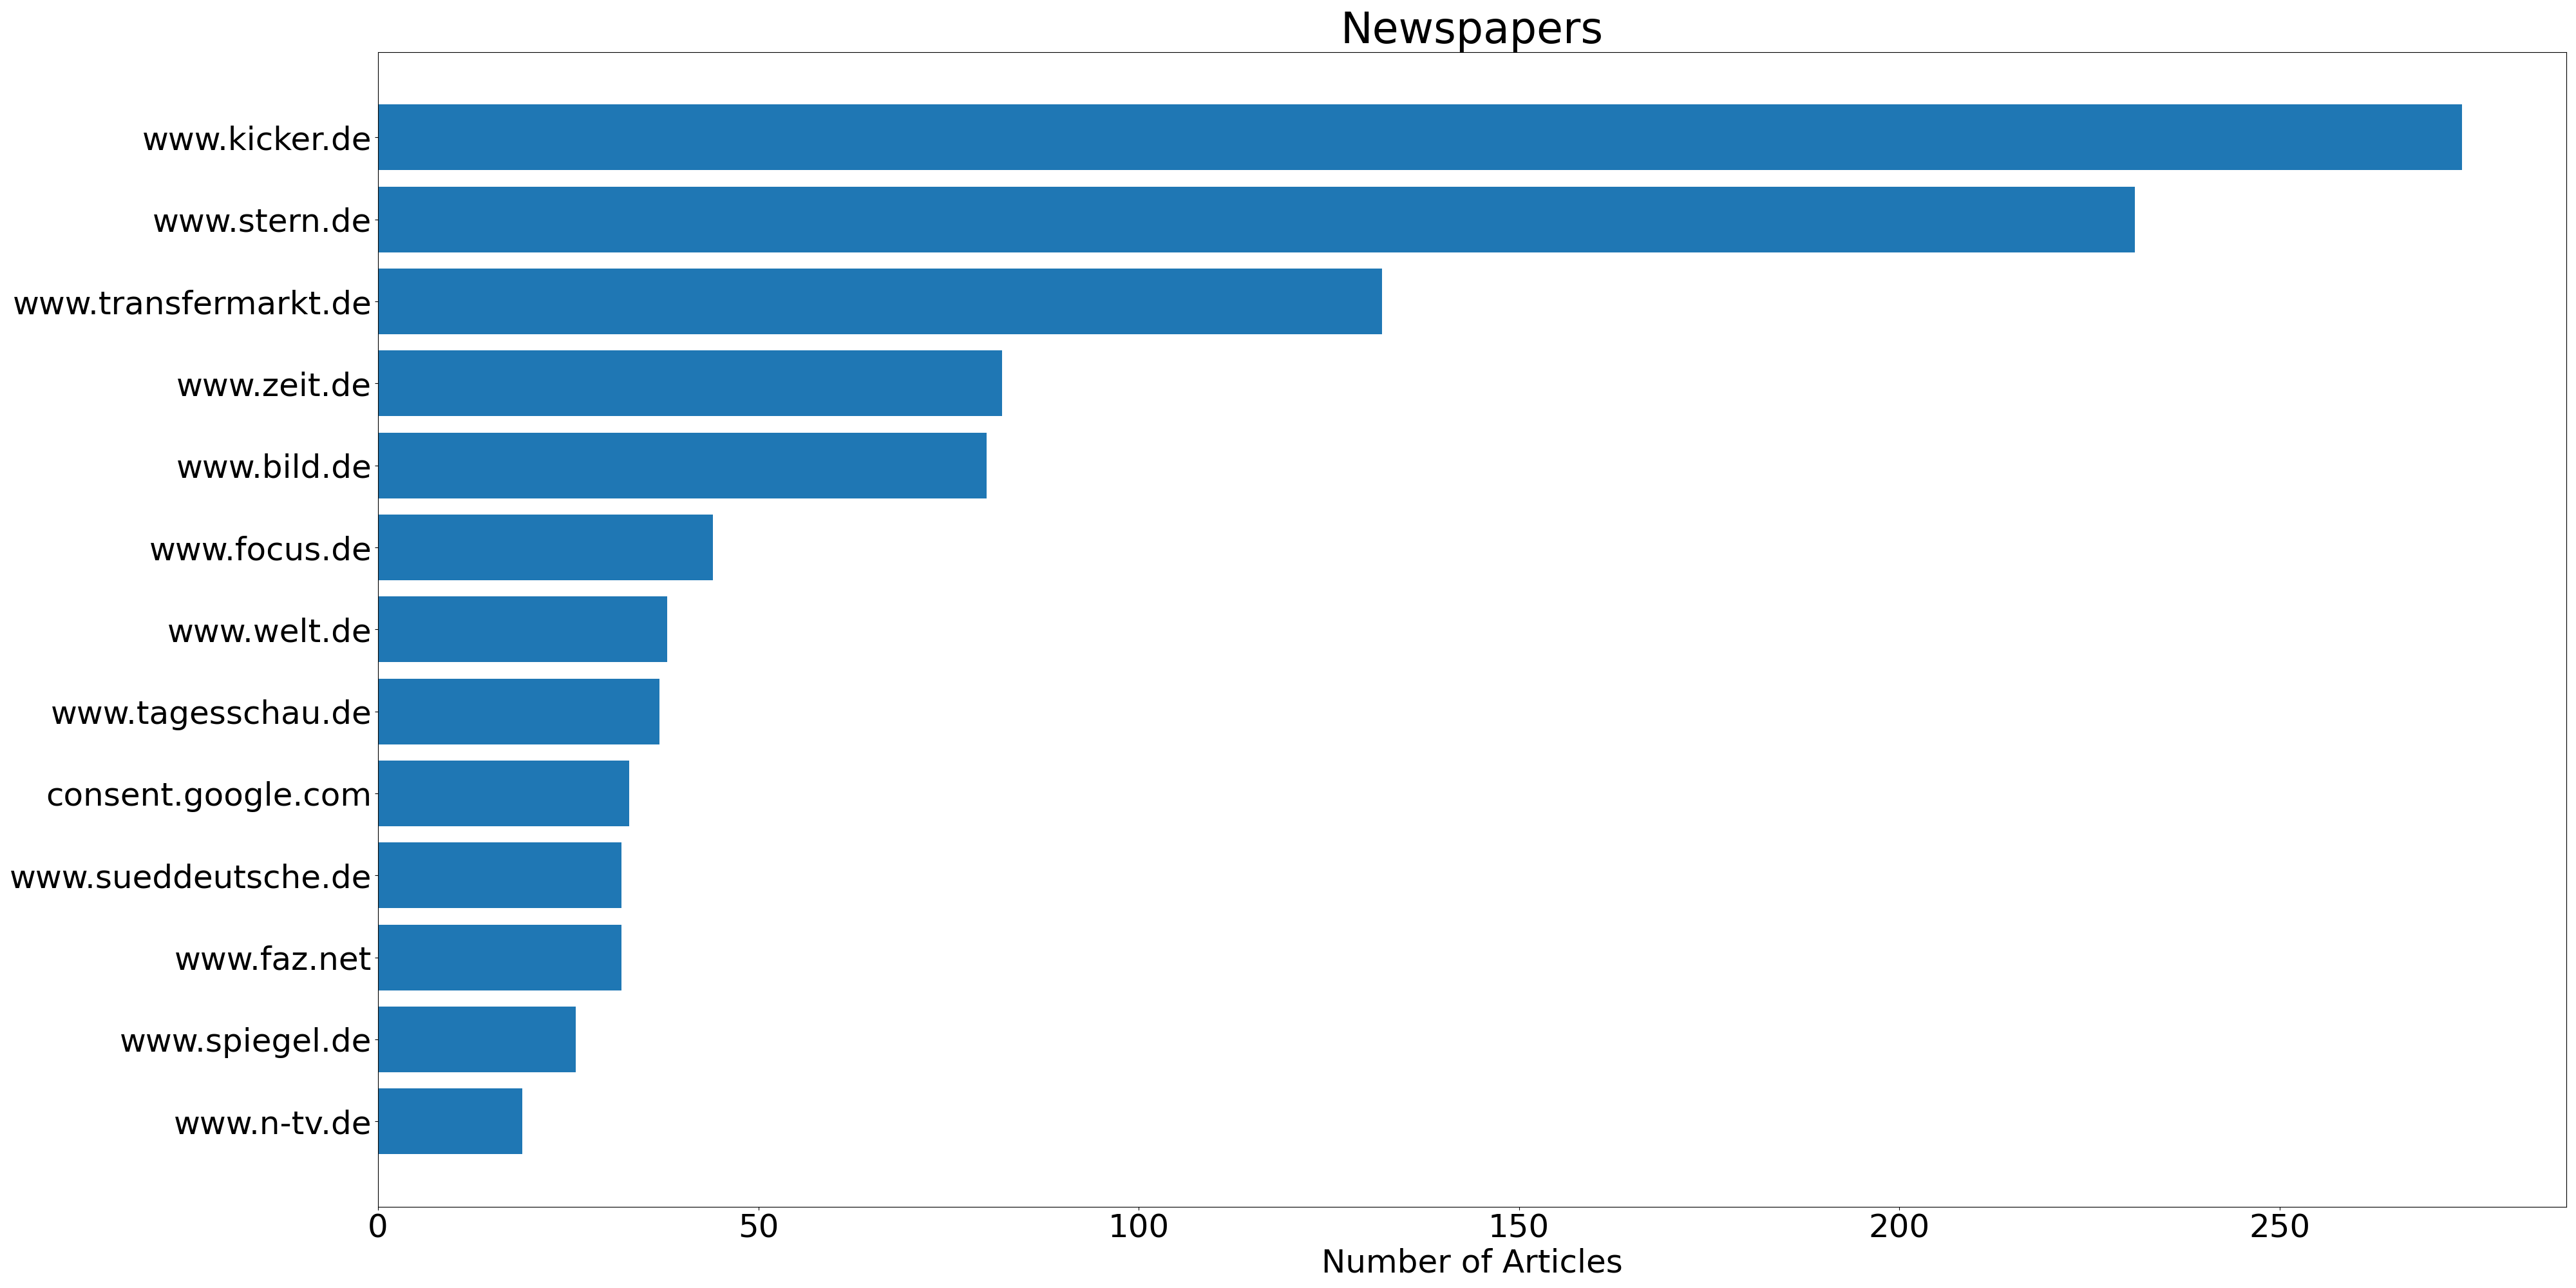 Newspapers
www.kicker.de
www.stern.de
www.transfermarkt.de
www.zeit.de
www.bild.de
www.focus.de
www.welt.de
www.tagesschau.de
consent.google.com
www.sueddeutsche.de
www.faz.net
www.spiegel.de
www.n-tv.de
0 50 100 150 200 250
Number of Articles